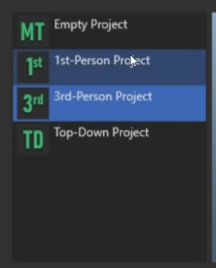 MT Empty Project
1st 1st-Person Project
3rd 3rd-Person Project
TD Top-Down Project